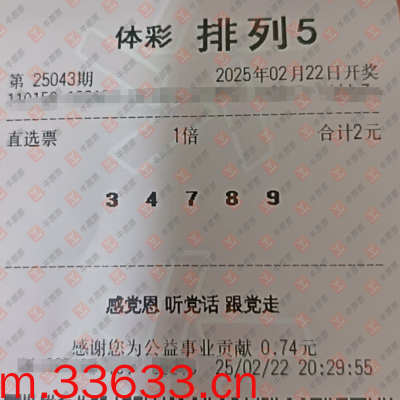 体彩 排列5
第 25043期 2025年02月22日开奖
直选票 1倍 合计2元
3 4 7 8 9
感党恩 听党话 跟党走
感谢您为公益事业贡献 0.74元
25/02/22 20:29:55
m.33633.cn